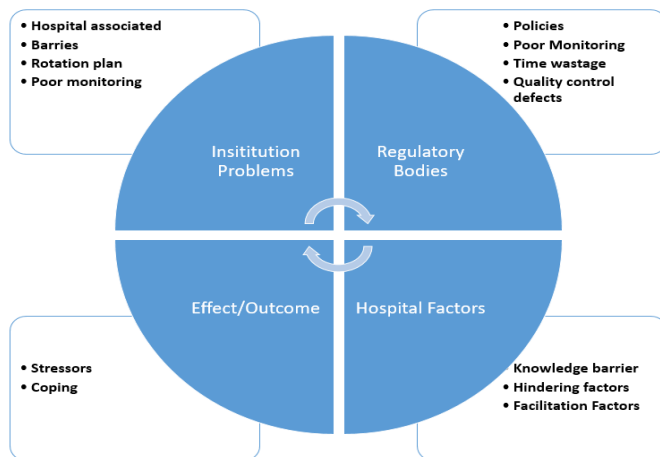 • Hospital associated
• Barries
• Rotation plan
• Poor monitoring
• Policies
• Poor Monitoring
• Time wastage
• Quality control
defects
Insititution
Problems
Regulatory
Bodies
Effect/Outcome
Hospital Factors
• Stressors
• Coping
• Knowledge barrier
• Hindering factors
• Facilitation Factors